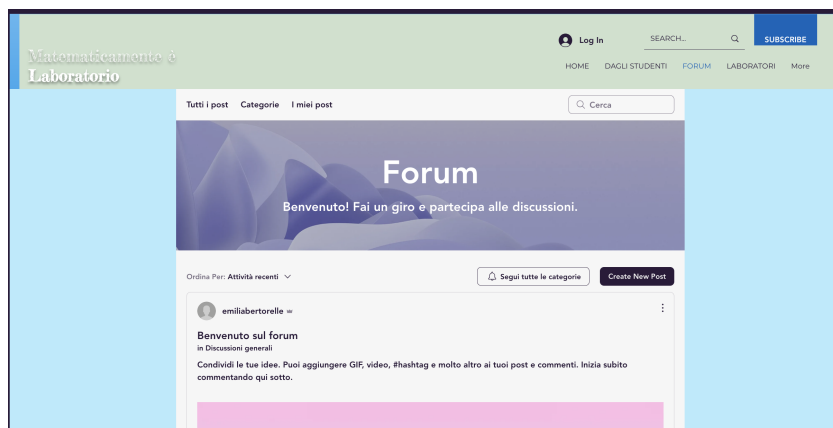 Matematicamente è
Laboratorio
Log In
SEARCH...
SUBSCRIBE
HOME DAGLI STUDENTI FORUM LABORATORI More
Tutti i post Categorie I miei post
Cerca
Forum
Benvenuto! Fai un giro e partecipa alle discussioni.
Ordina Per: Attività recenti
Segui tutte le categorie
Create New Post
emiliabertorelle
Benvenuto sul forum
in Discussioni generali
Condividi le tue idee. Puoi aggiungere GIF, video, #hashtag e molto altro ai tuoi post e commenti. Inizia subito
commentando qui sotto.